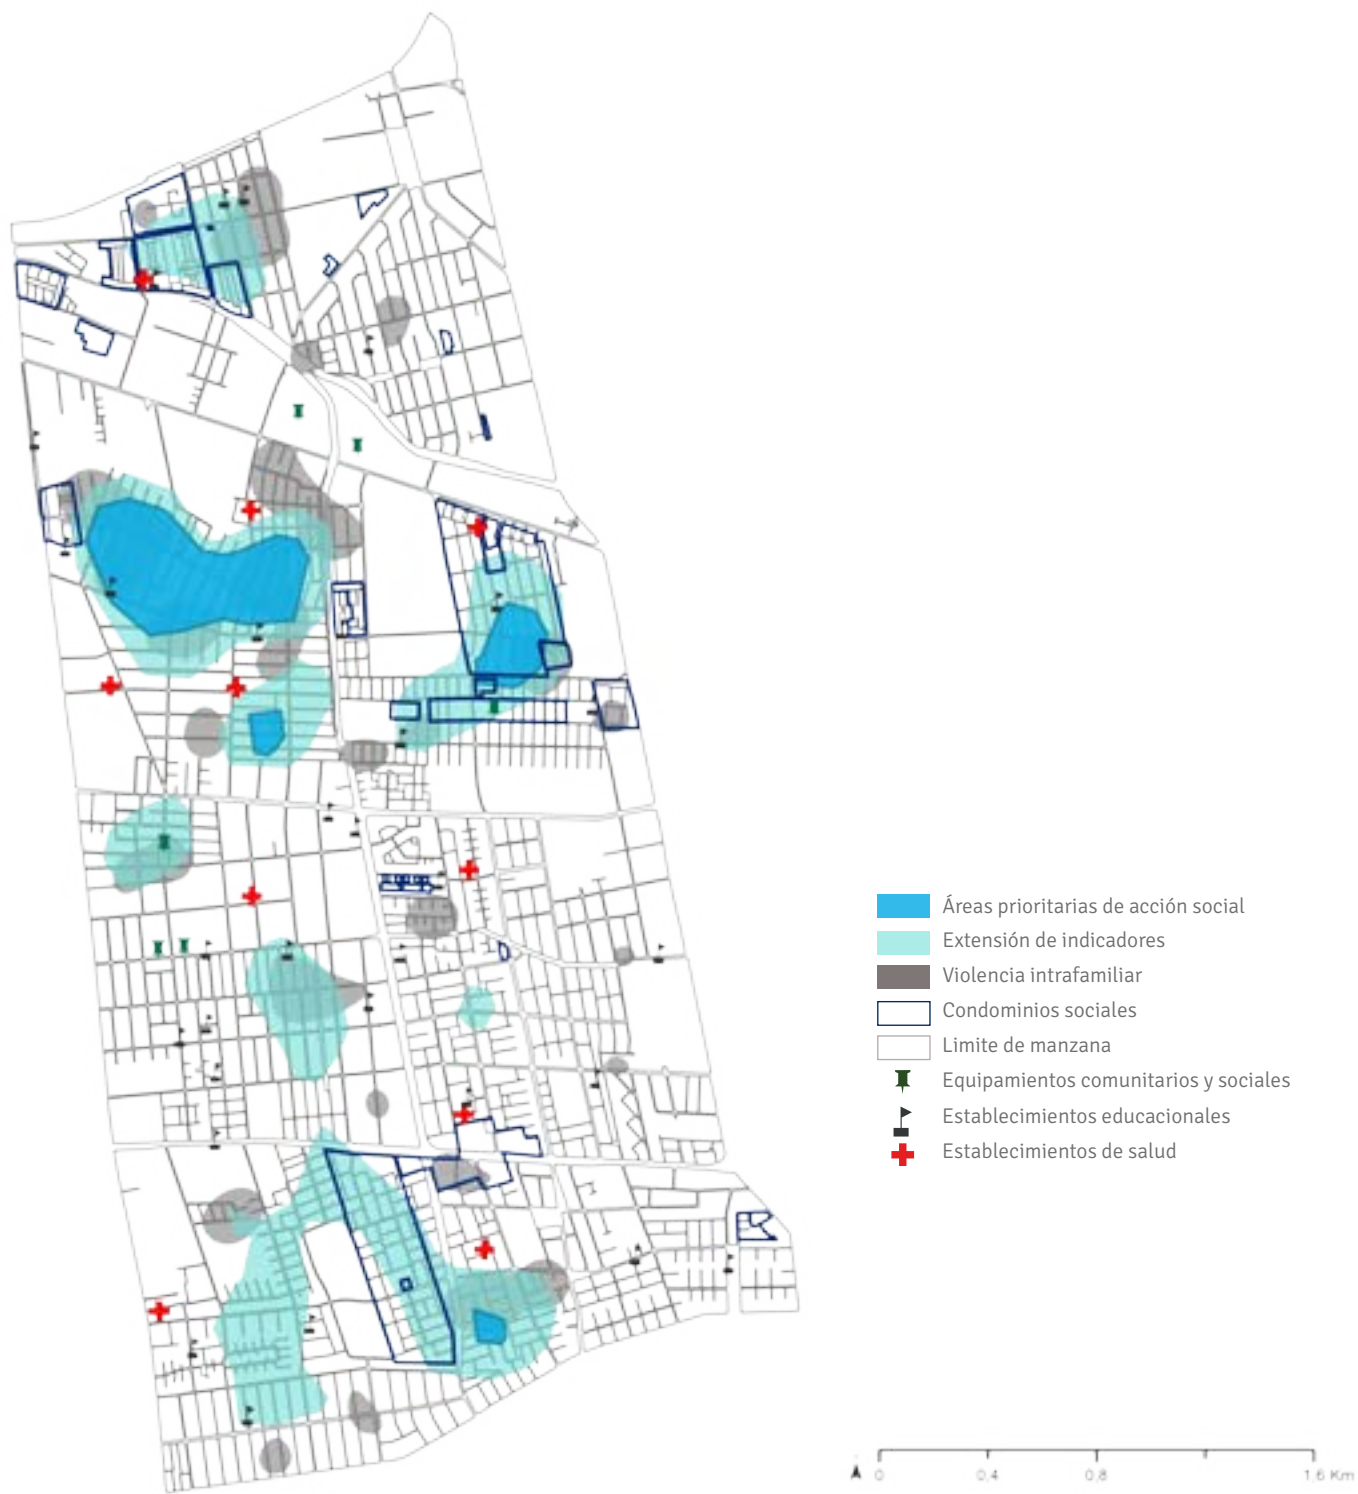 Áreas prioritarias de acción social
Extensión de indicadores
Violencia intrafamiliar
Condominios sociales
Limite de manzana
Equipamientos comunitarios y sociales
Establecimientos educacionales
Establecimientos de salud
0 0,4 0,8 1,6 Km